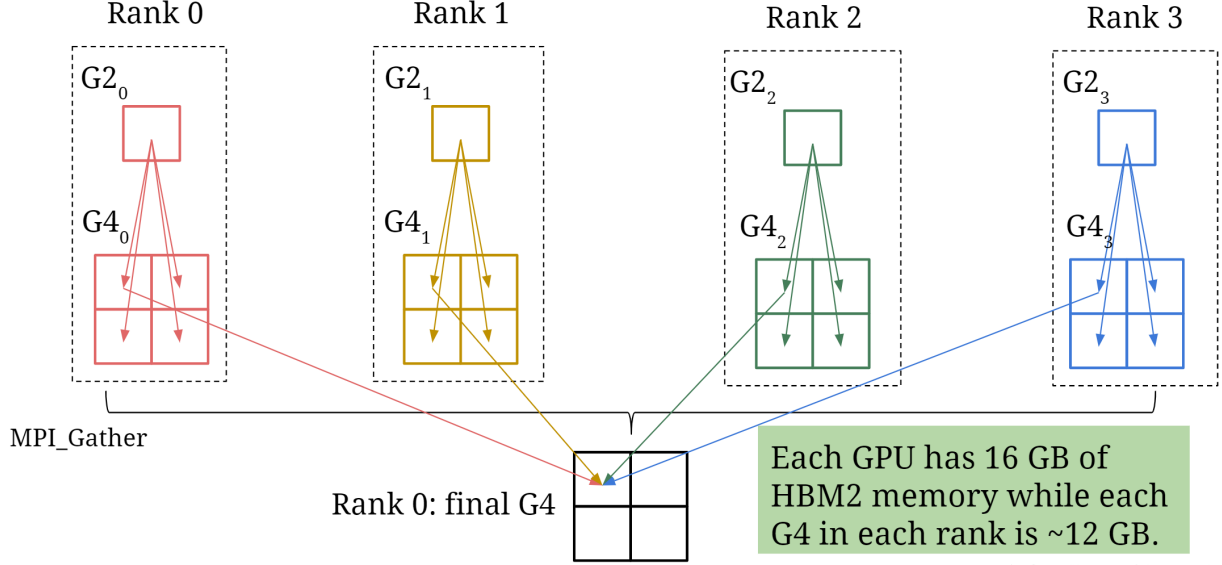 Rank 0
Rank 1
Rank 2
Rank 3
G2₀
G2₁
G2₂
G2₃
G4₀
G4₁
G4₂
G4₃
MPI_Gather
Rank 0: final G4
Each GPU has 16 GB of
HBM2 memory while each
G4 in each rank is ~12 GB.